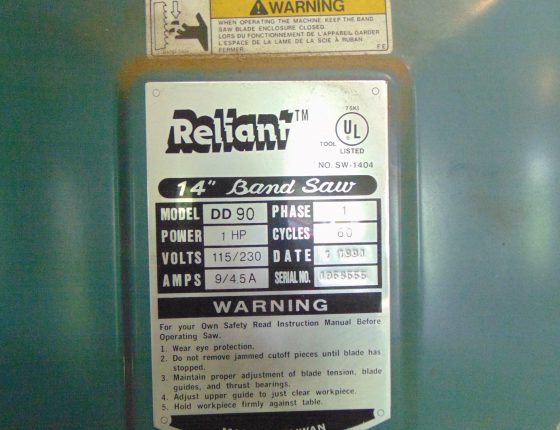 WARNING
WHEN OPERATING THE MACHINE, KEEP THE BAND
SAW BLADE ENCLOSURE CLOSED.
LORS DU FONCTIONNEMENT DE L'APPAREIL GARDER
L'ESPACE DE LA LAME DE LA SCIE À RUBAN
FERMER.
FE
Reliant™
75KI
UL
TOOL
LISTED
NO. SW-1404
14" Band Saw
MODEL DD 90 PHASE 1
POWER 1 HP CYCLES 60
VOLTS 115/230 DATE 1991
AMPS 9/4.5A SERIAL NO.
WARNING
For your Own Safety Read Instruction Manual Before
Operating Saw.
1. Wear eye protection.
2. Do not remove jammed cutoff pieces until blade has
stopped.
3. Maintain proper adjustment of blade tension, blade
guides, and thrust bearings.
4. Adjust upper guide to just clear workpiece.
5. Hold workpiece firmly against table.